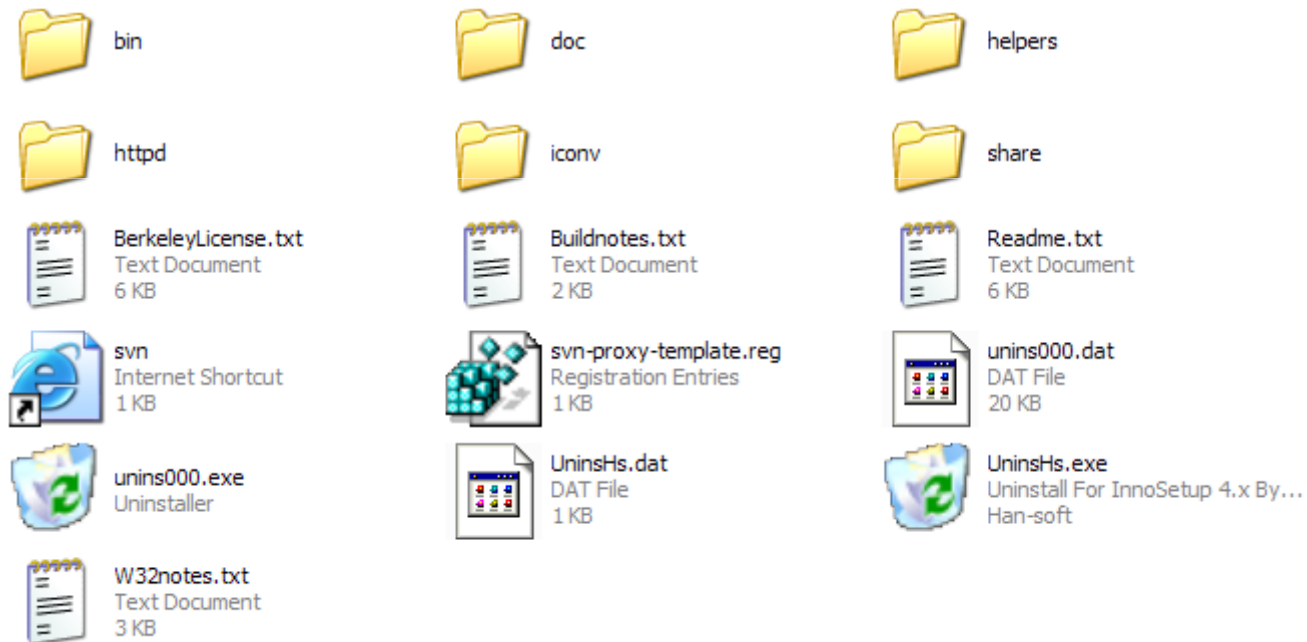 bin
doc
helpers
httpd
iconv
share
BerkeleyLicense.txt
Text Document
6 KB
Buildnotes.txt
Text Document
2 KB
Readme.txt
Text Document
6 KB
svn
Internet Shortcut
1 KB
svn-proxy-template.reg
Registration Entries
1 KB
unins000.dat
DAT File
20 KB
unins000.exe
Uninstaller
UninsHs.dat
DAT File
1 KB
UninsHs.exe
Uninstall For InnoSetup 4.x By...
Han-soft
W32notes.txt
Text Document
3 KB